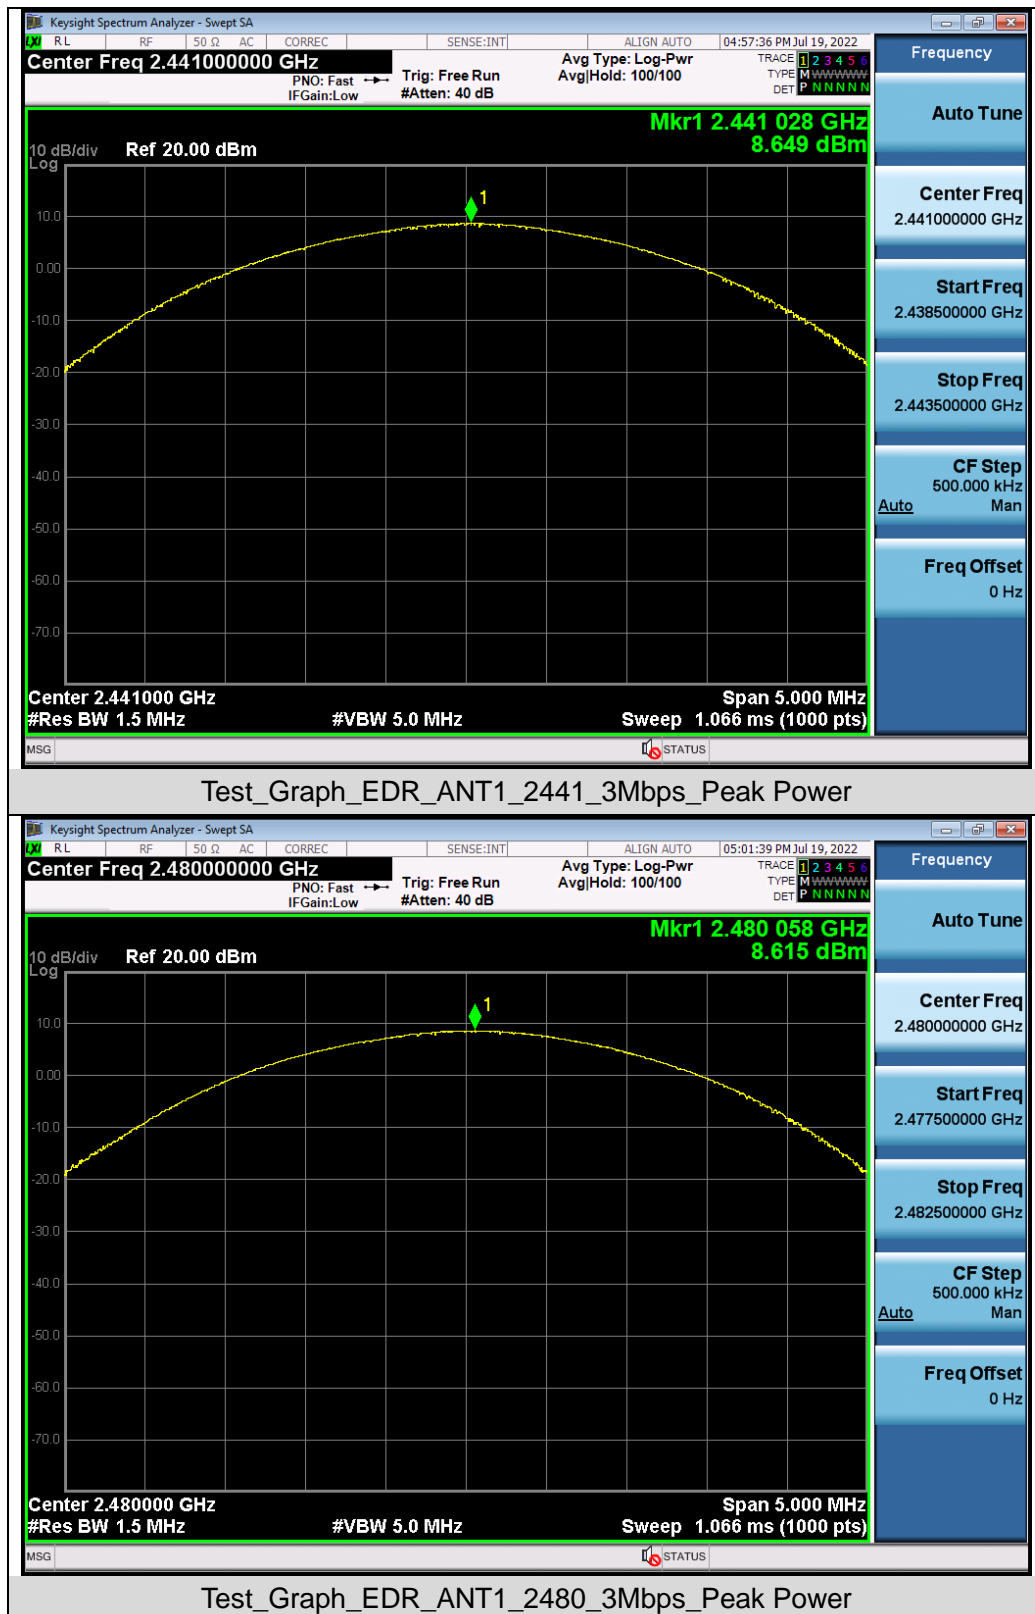 Keysight Spectrum Analyzer - Swept SA
LXI RL RF 50 Ω AC CORREC SENSE:INT ALIGN AUTO 04:57:36 PM Jul 19, 2022
Center Freq 2.441000000 GHz
PNO: Fast
IFGain:Low
Trig: Free Run
#Atten: 40 dB
Avg Type: Log-Pwr
Avg|Hold: 100/100
TRACE 1 2 3 4 5 6
TYPE M WWWWW
DET P N N N N N
Frequency
Mkr1 2.441 028 GHz
8.649 dBm
10 dB/div Ref 20.00 dBm
Log
10.0
0.00
-10.0
-20.0
-30.0
-40.0
-50.0
-60.0
-70.0
1
Center 2.441000 GHz Span 5.000 MHz
#Res BW 1.5 MHz #VBW 5.0 MHz Sweep 1.066 ms (1000 pts)
Auto Tune
Center Freq
2.441000000 GHz
Start Freq
2.438500000 GHz
Stop Freq
2.443500000 GHz
CF Step
500.000 kHz
Auto Man
Freq Offset
0 Hz
MSG STATUS
Test_Graph_EDR_ANT1_2441_3Mbps_Peak Power
Keysight Spectrum Analyzer - Swept SA
LXI RL RF 50 Ω AC CORREC SENSE:INT ALIGN AUTO 05:01:39 PM Jul 19, 2022
Center Freq 2.480000000 GHz
PNO: Fast
IFGain:Low
Trig: Free Run
#Atten: 40 dB
Avg Type: Log-Pwr
Avg|Hold: 100/100
TRACE 1 2 3 4 5 6
TYPE M WWWWW
DET P N N N N N
Frequency
Mkr1 2.480 058 GHz
8.615 dBm
10 dB/div Ref 20.00 dBm
Log
10.0
0.00
-10.0
-20.0
-30.0
-40.0
-50.0
-60.0
-70.0
1
Center 2.480000 GHz Span 5.000 MHz
#Res BW 1.5 MHz #VBW 5.0 MHz Sweep 1.066 ms (1000 pts)
Auto Tune
Center Freq
2.480000000 GHz
Start Freq
2.477500000 GHz
Stop Freq
2.482500000 GHz
CF Step
500.000 kHz
Auto Man
Freq Offset
0 Hz
MSG STATUS
Test_Graph_EDR_ANT1_2480_3Mbps_Peak Power